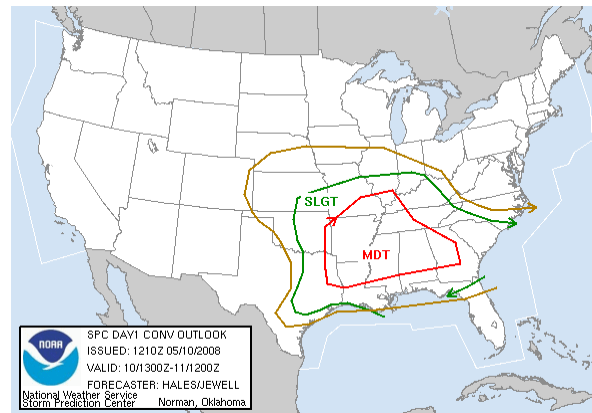 SLGT
MDT
SPC DAY1 CONV OUTLOOK
ISSUED: 1210Z 05/10/2008
VALID: 10/1300Z-11/1200Z
FORECASTER: HALES/JEWELL
National Weather Service
Storm Prediction Center Norman, Oklahoma
NOAA